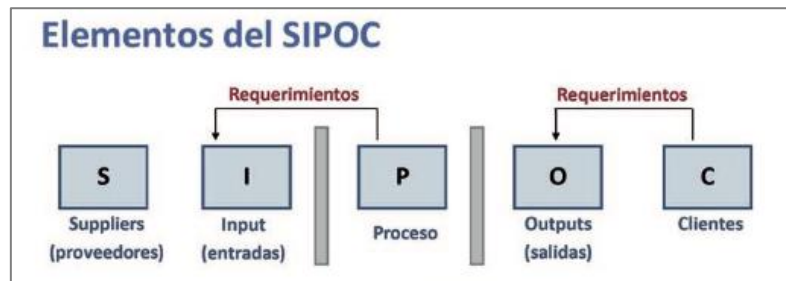 Elementos del SIPOC
Requerimientos
Requerimientos
S
I
P
O
C
Suppliers
(proveedores)
Input
(entradas)
Proceso
Outputs
(salidas)
Clientes